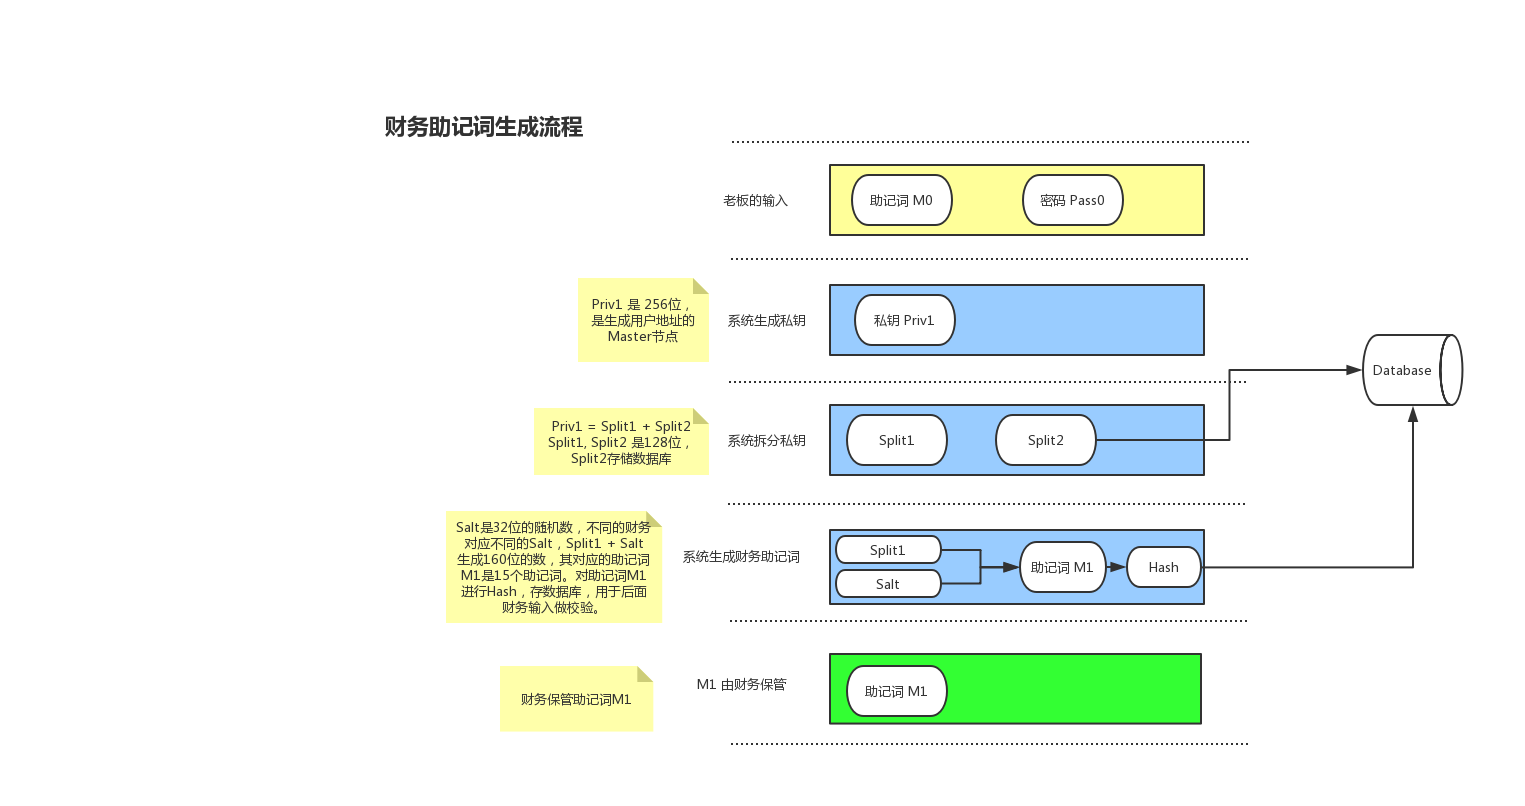 财务助记词生成流程
老板的输入
助记词 M0
密码 Pass0
Priv1 是 256位，
是生成用户地址的
Master节点
系统生成私钥
私钥 Priv1
Database
Priv1 = Split1 + Split2
Split1, Split2 是128位，
Split2存储数据库
系统拆分私钥
Split1
Split2
Salt是32位的随机数，不同的财务
对应不同的Salt，Split1 + Salt
生成160位的数，其对应的助记词
M1是15个助记词。对助记词M1
进行Hash，存数据库，用于后面
财务输入做校验。
系统生成财务助记词
Split1
Salt
助记词 M1
Hash
财务保管助记词M1
M1 由财务保管
助记词 M1